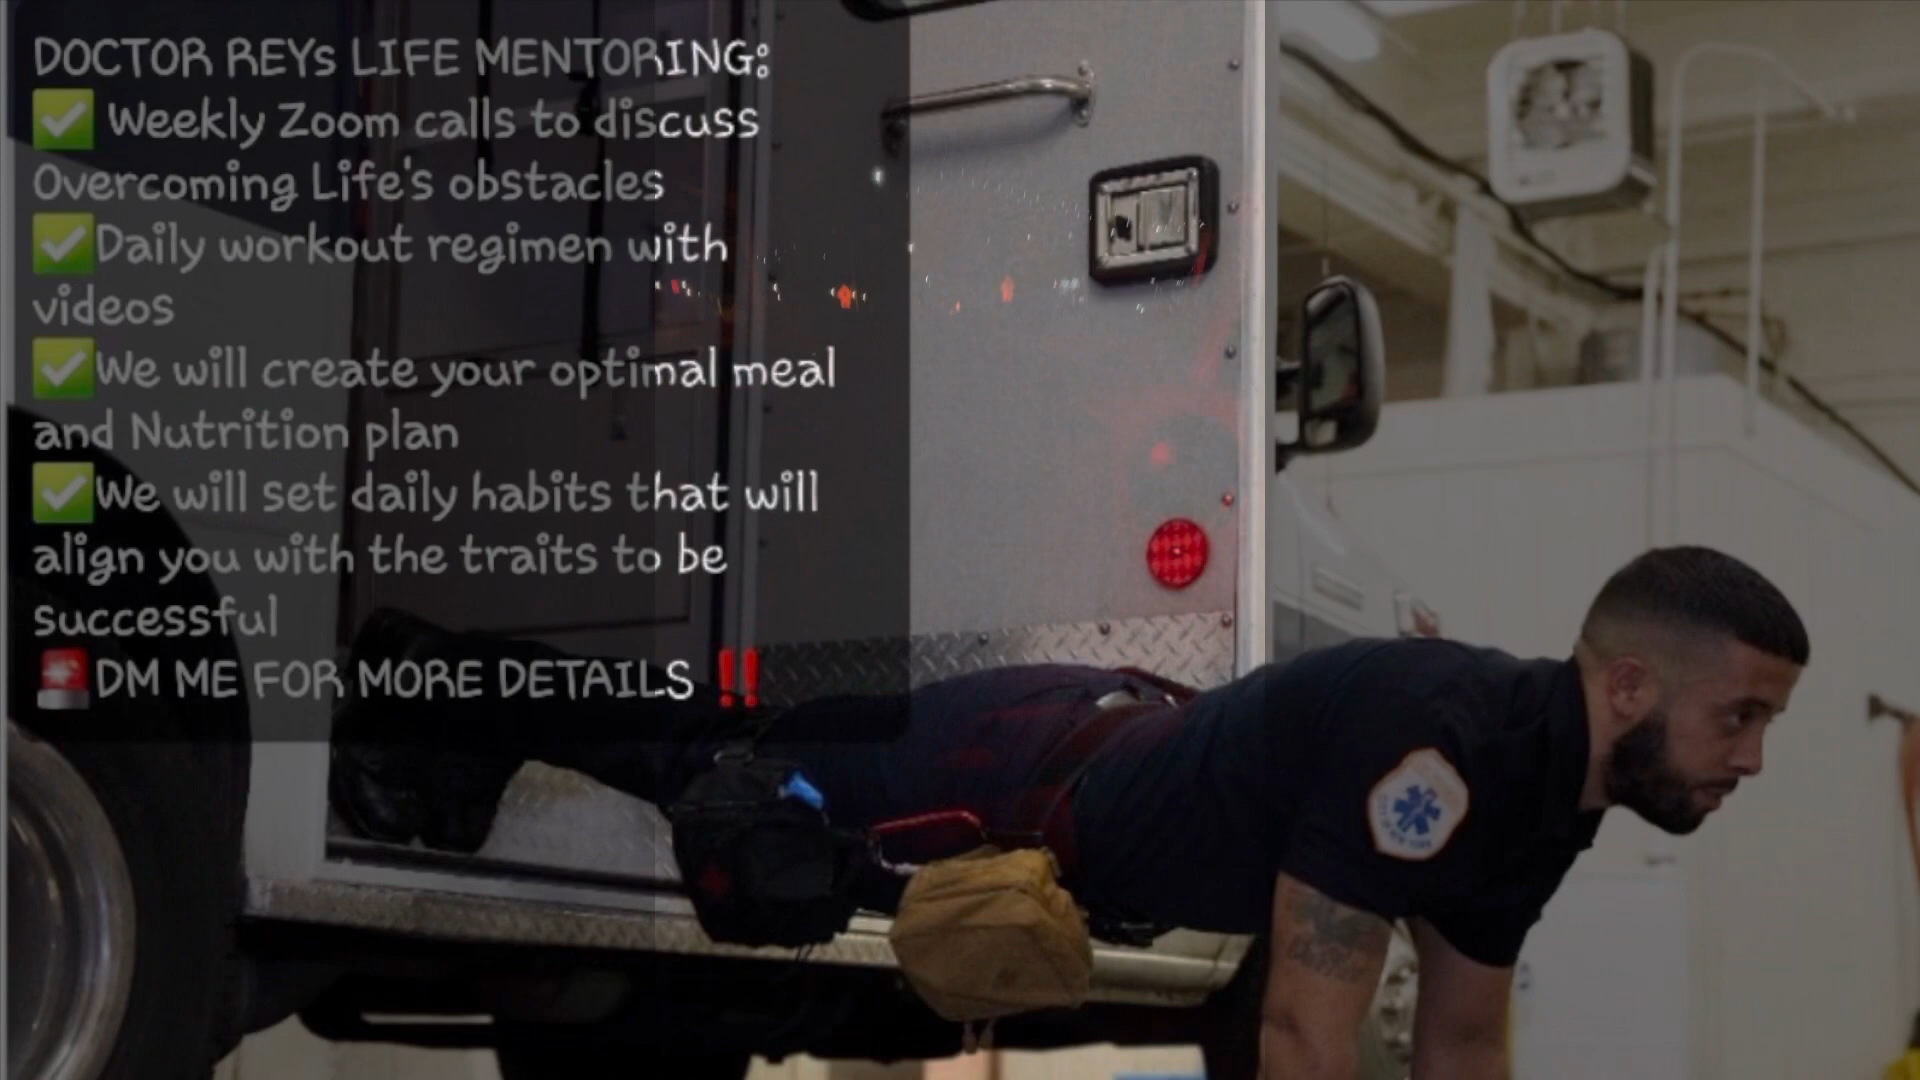 DOCTOR REYs LIFE MENTORING:
✅ Weekly Zoom calls to discuss
Overcoming Life's obstacles
✅Daily workout regimen with
videos
✅We will create your optimal meal
and Nutrition plan
✅We will set daily habits that will
align you with the traits to be
successful
🚨DM ME FOR MORE DETAILS ‼️